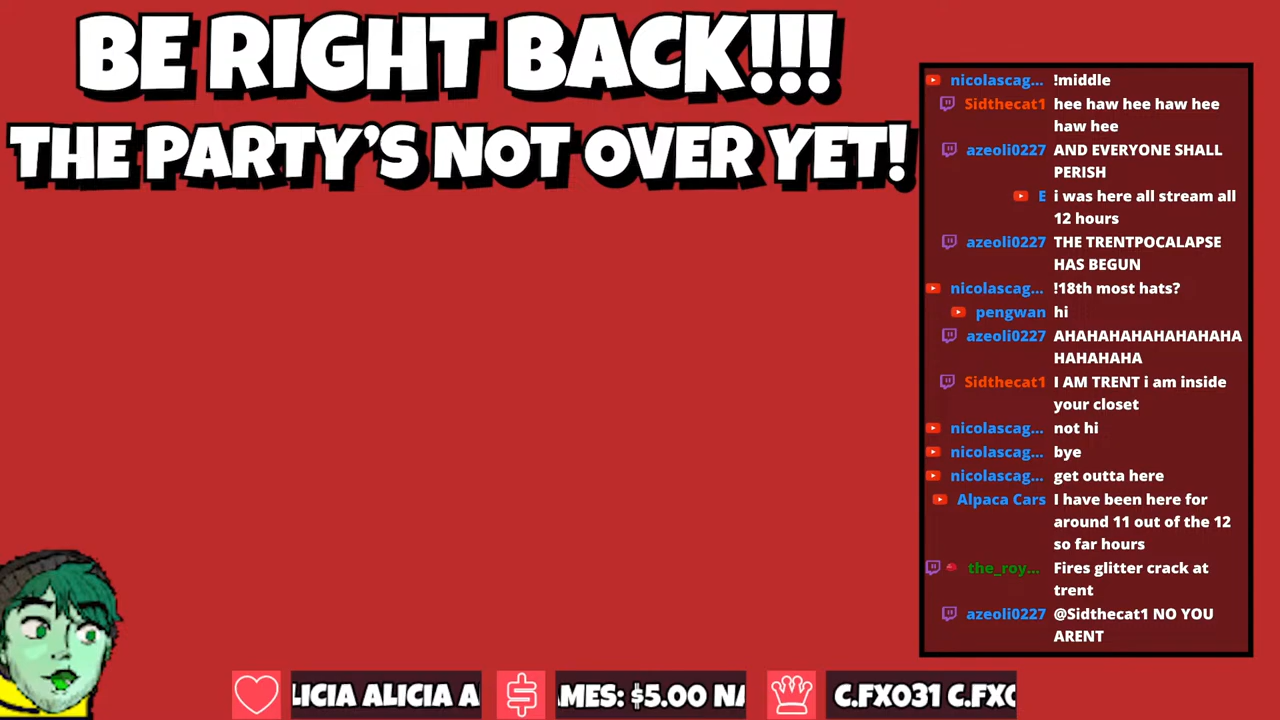 BE RIGHT BACK!!!
THE PARTY'S NOT OVER YET!
nicolascag... !middle
Sidthecat1 hee haw hee haw hee
haw hee
azeoli0227 AND EVERYONE SHALL
PERISH
E i was here all stream all
12 hours
azeoli0227 THE TRENTPOCALAPSE
HAS BEGUN
nicolascag... !18th most hats?
pengwan hi
azeoli0227 AHAHAHAHAHAHAHAHA
HAHAHAHA
Sidthecat1 I AM TRENT i am inside
your closet
nicolascag... not hi
nicolascag... bye
nicolascag... get outta here
Alpaca Cars I have been here for
around 11 out of the 12
so far hours
the_roy... Fires glitter crack at
trent
azeoli0227 @Sidthecat1 NO YOU
ARENT
LICIA ALICIA A
AMES: $5.00 NA
C.FX031 C.FX0